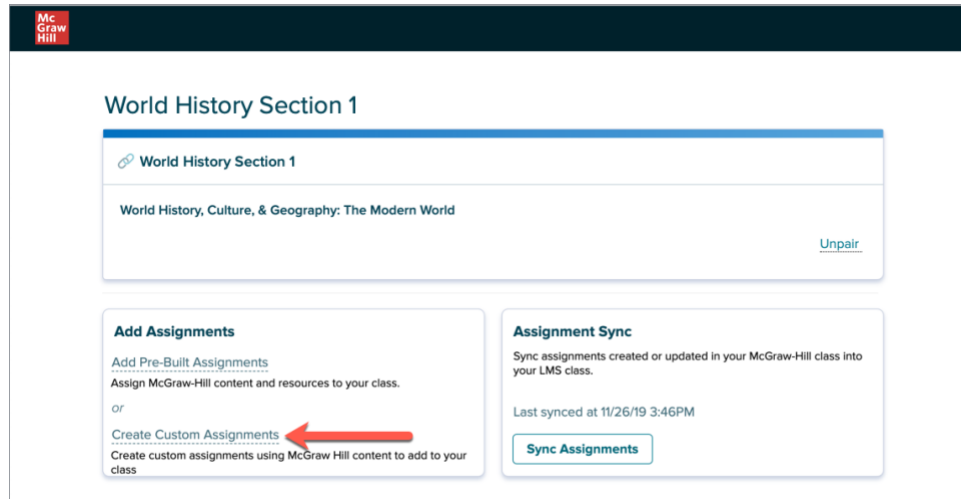 Mc
Graw
Hill
World History Section 1
World History Section 1
World History, Culture, & Geography: The Modern World
Unpair
Add Assignments
Add Pre-Built Assignments
Assign McGraw-Hill content and resources to your class.
or
Create Custom Assignments
Create custom assignments using McGraw Hill content to add to your
class
Assignment Sync
Sync assignments created or updated in your McGraw-Hill class into
your LMS class.
Last synced at 11/26/19 3:46PM
Sync Assignments